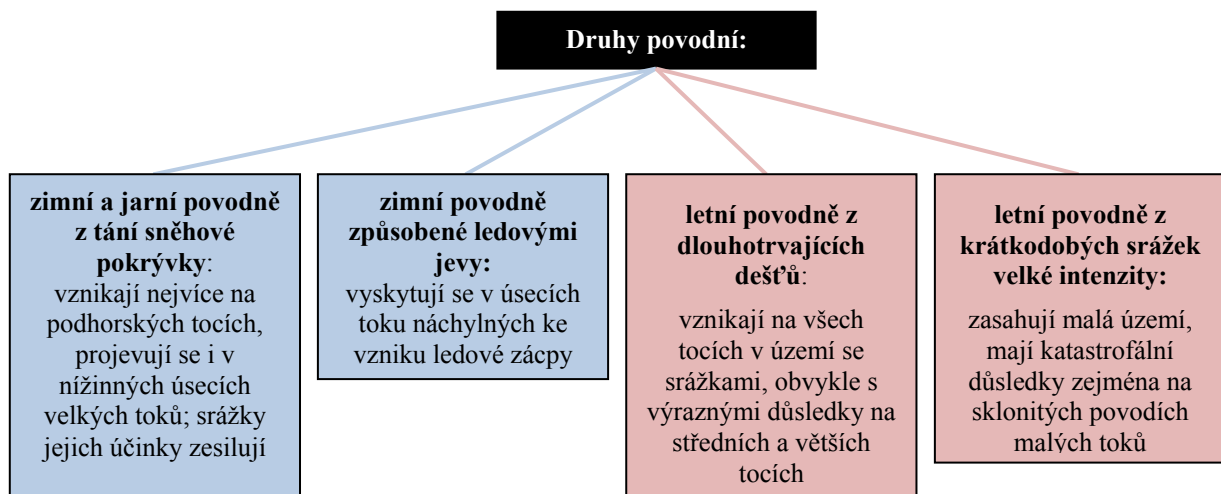 Druhy povodní:
zimní a jarní povodně
z tání sněhové
pokrývky:
vznikají nejvíce na
podhorských tocích,
projevují se i v
nížinných úsecích
velkých toků; srážky
jejich účinky zesilují
zimní povodně
způsobené ledovými
jevy:
vyskytují se v úsecích
toku náchylných ke
vzniku ledové zácpy
letní povodně z
dlouhotrvajících
dešťů:
vznikají na všech
tocích v území se
srážkami, obvykle s
výraznými důsledky na
středních a větších
tocích
letní povodně z
krátkodobých srážek
velké intenzity:
zasahují malá území,
mají katastrofální
důsledky zejména na
sklonitých povodích
malých toků